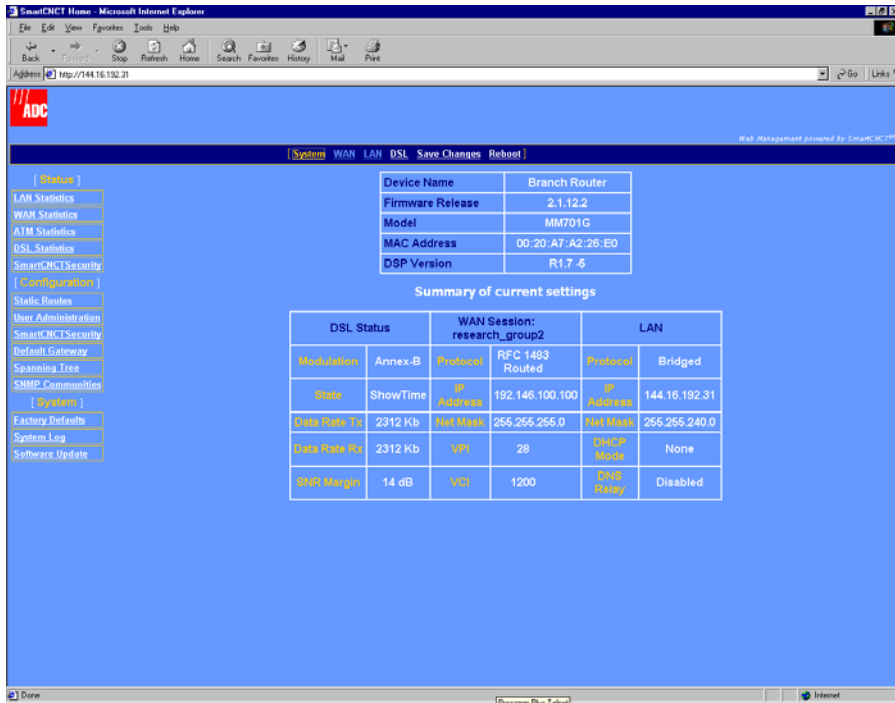 SmartCNCT Home - Microsoft Internet Explorer
File Edit View Favorites Tools Help
Back Forward Stop Refresh Home Search Favorites History Mail Print
Address http://144.16.192.31 Go Links
ADC
Web Management powered by SmartCNCT
[ System WAN LAN DSL Save Changes Reboot ]
[ Status ]
LAN Statistics
WAN Statistics
ATM Statistics
DSL Statistics
SmartCNCTSecurity
[ Configuration ]
Static Routes
User Administration
SmartCNCTSecurity
Default Gateway
Spanning Tree
SNMP Communities
[ System ]
Factory Defaults
System Log
Software Update
Device Name Branch Router
Firmware Release 2.1.12.2
Model MM701G
MAC Address 00:20:A7:A2:26:E0
DSP Version R1.7 -5
Summary of current settings
DSL Status WAN Session: research_group2 LAN
Modulation Annex-B Protocol RFC 1483 Routed Protocol Bridged
State ShowTime IP Address 192.146.100.100 IP Address 144.16.192.31
Data Rate Tx 2312 Kb Net Mask 255.255.255.0 Net Mask 255.255.240.0
Data Rate Rx 2312 Kb VPI 28 DHCP Mode None
SNR Margin 14 dB VCI 1200 DNS Relay Disabled
Done Internet